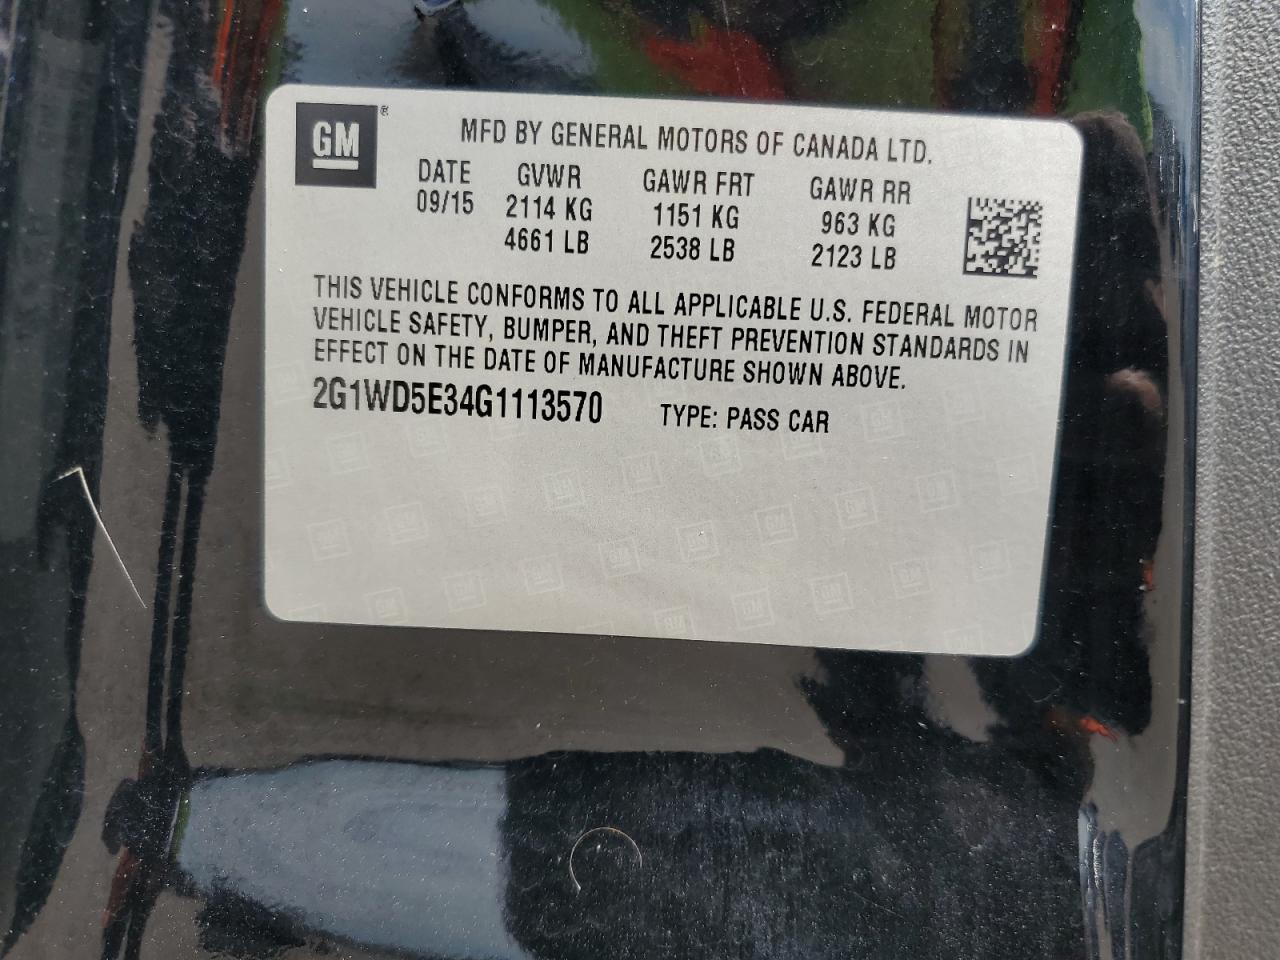 GM®
MFD BY GENERAL MOTORS OF CANADA LTD.
DATE GVWR GAWR FRT GAWR RR
09/15 2114 KG 1151 KG 963 KG
4661 LB 2538 LB 2123 LB
THIS VEHICLE CONFORMS TO ALL APPLICABLE U.S. FEDERAL MOTOR
VEHICLE SAFETY, BUMPER, AND THEFT PREVENTION STANDARDS IN
EFFECT ON THE DATE OF MANUFACTURE SHOWN ABOVE.
2G1WD5E34G1113570 TYPE: PASS CAR